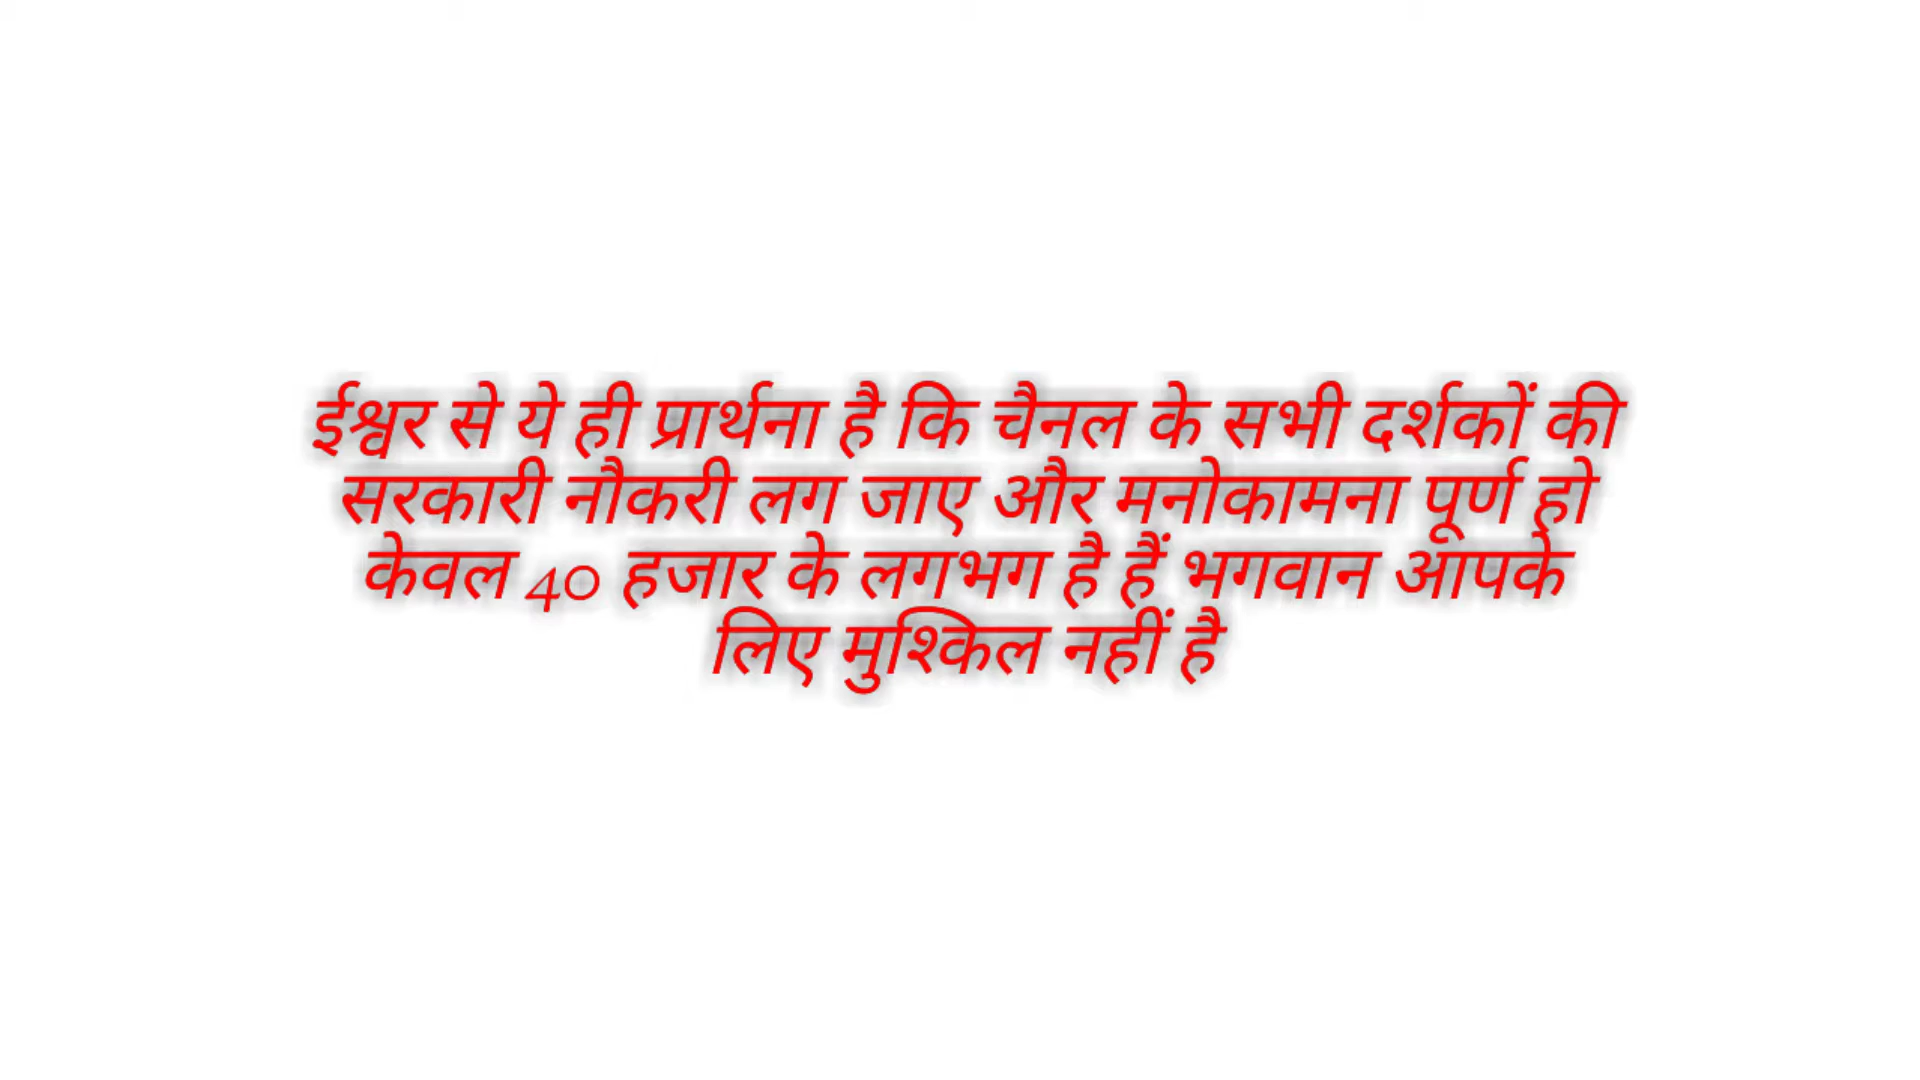 ईश्वर से ये ही प्रार्थना है कि चैनल के सभी दर्शकों की
सरकारी नौकरी लग जाए और मनोकामना पूर्ण हो
केवल 40 हजार के लगभग है हैं भगवान आपके
लिए मुश्किल नहीं है